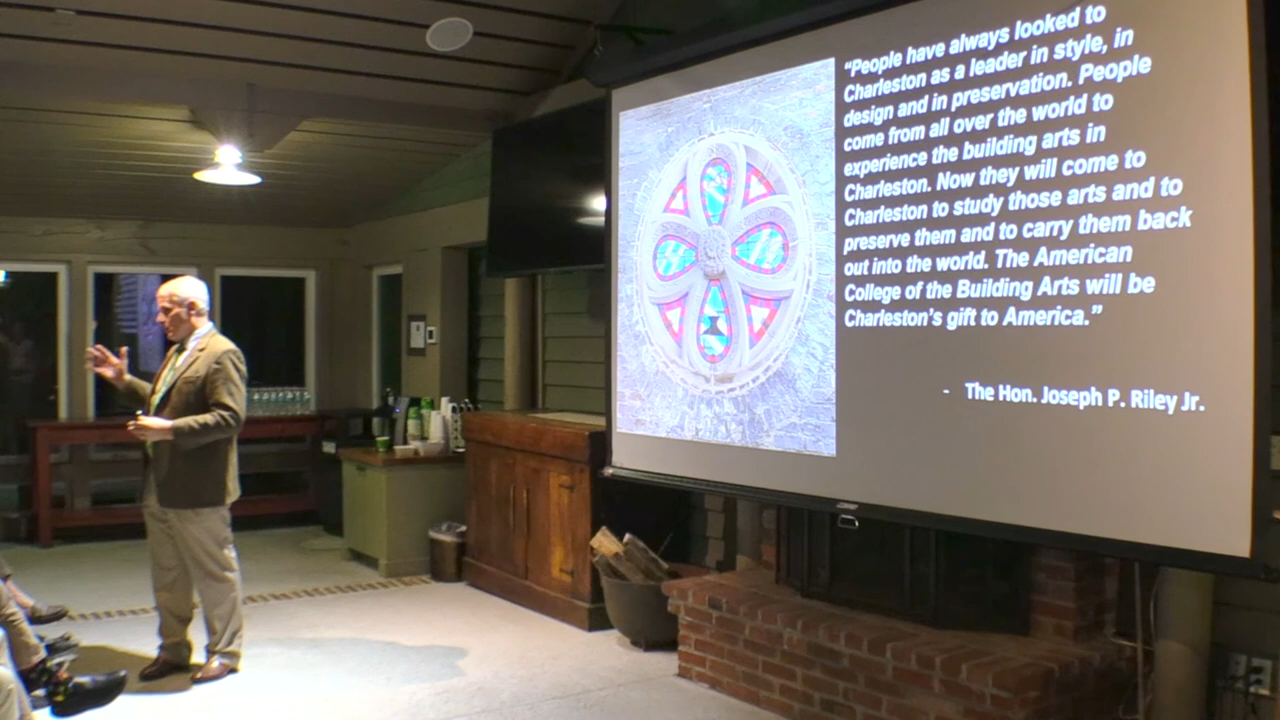 “People have always looked to
Charleston as a leader in style, in
design and in preservation. People
come from all over the world to
experience the building arts in
Charleston. Now they will come to
Charleston to study those arts and to
preserve them and to carry them back
out into the world. The American
College of the Building Arts will be
Charleston’s gift to America.”
- The Hon. Joseph P. Riley Jr.